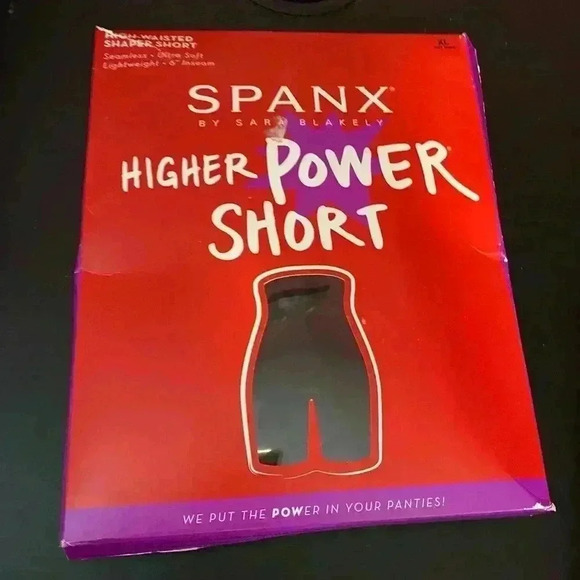 HIGH-WAISTED
SHAPER SHORT
Seamless • Ultra Soft
Lightweight • 6" Inseam
XL
SPANX®
BY SARA BLAKELY
HIGHER POWER®
SHORT
WE PUT THE POWER IN YOUR PANTIES!